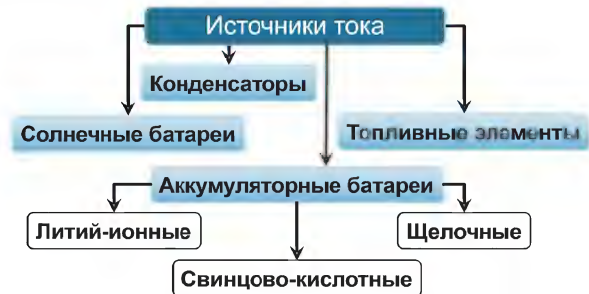 Источники тока
Конденсаторы
Солнечные батареи
Топливные элементы
Аккумуляторные батареи
Литий-ионные
Щелочные
Свинцово-кислотные